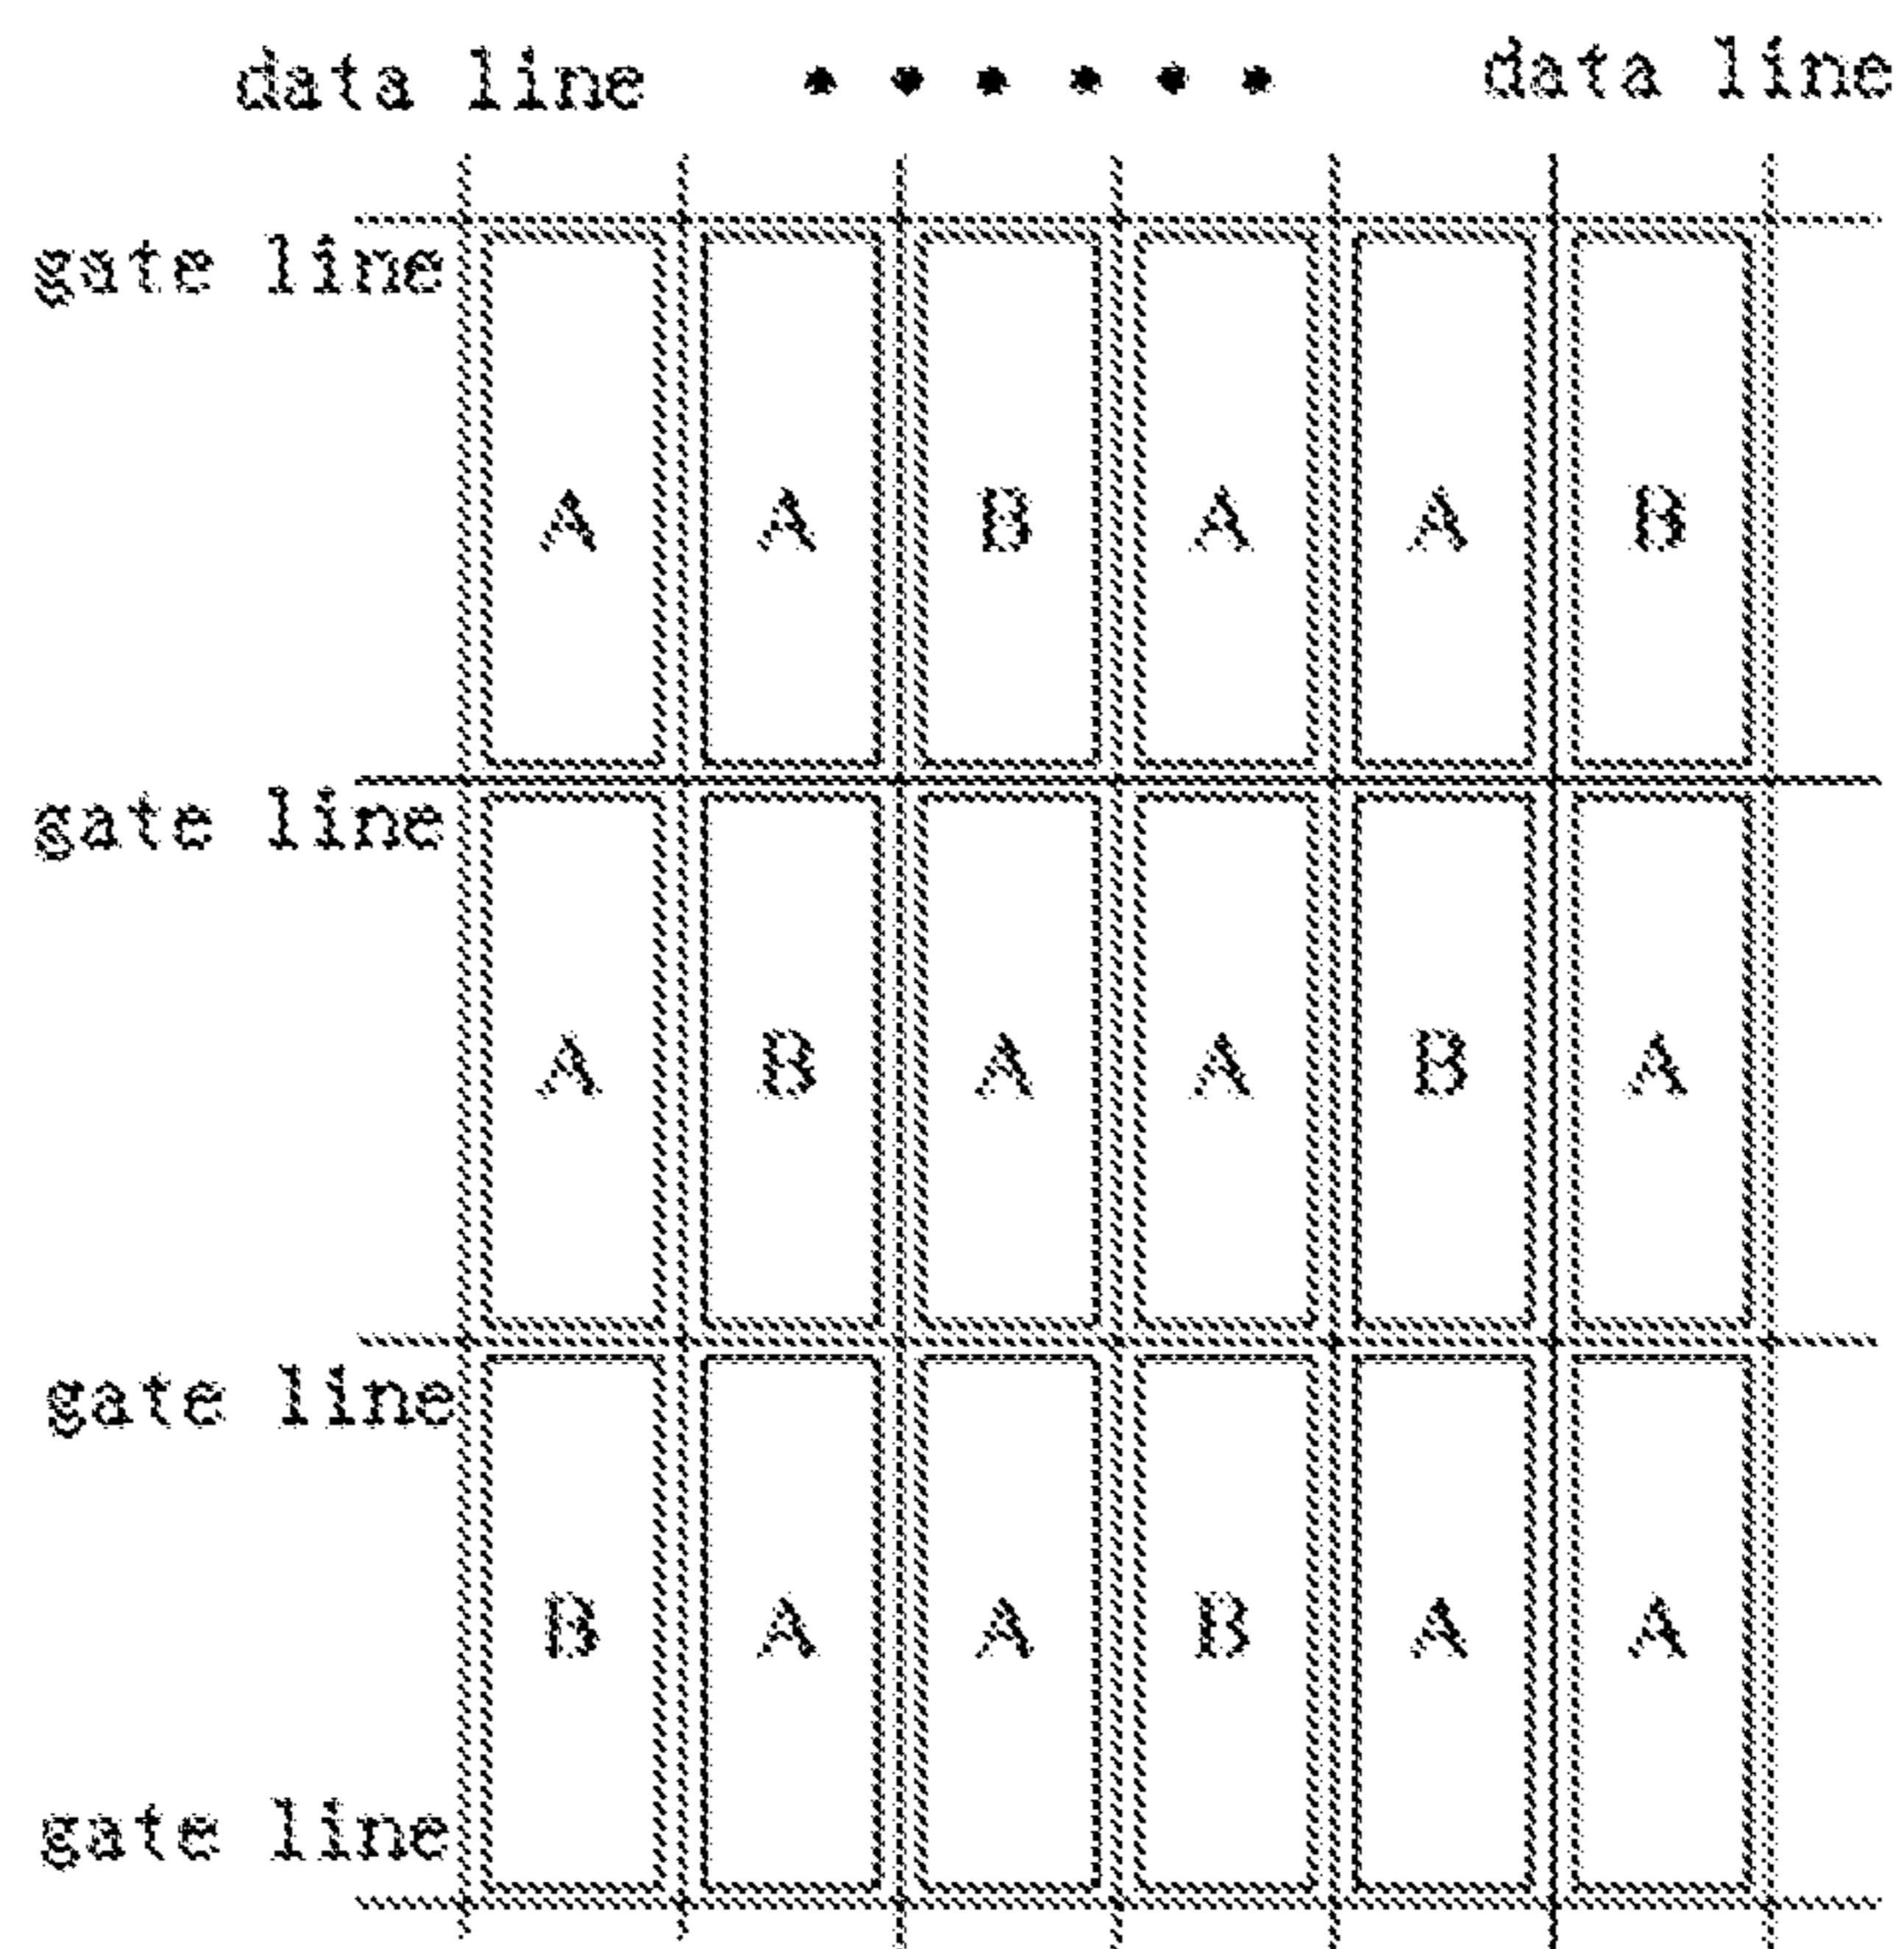 data line • • • • • • data line
gate line
A A B A A B
gate line
A B A A B A
gate line
B A A B A A
gate line